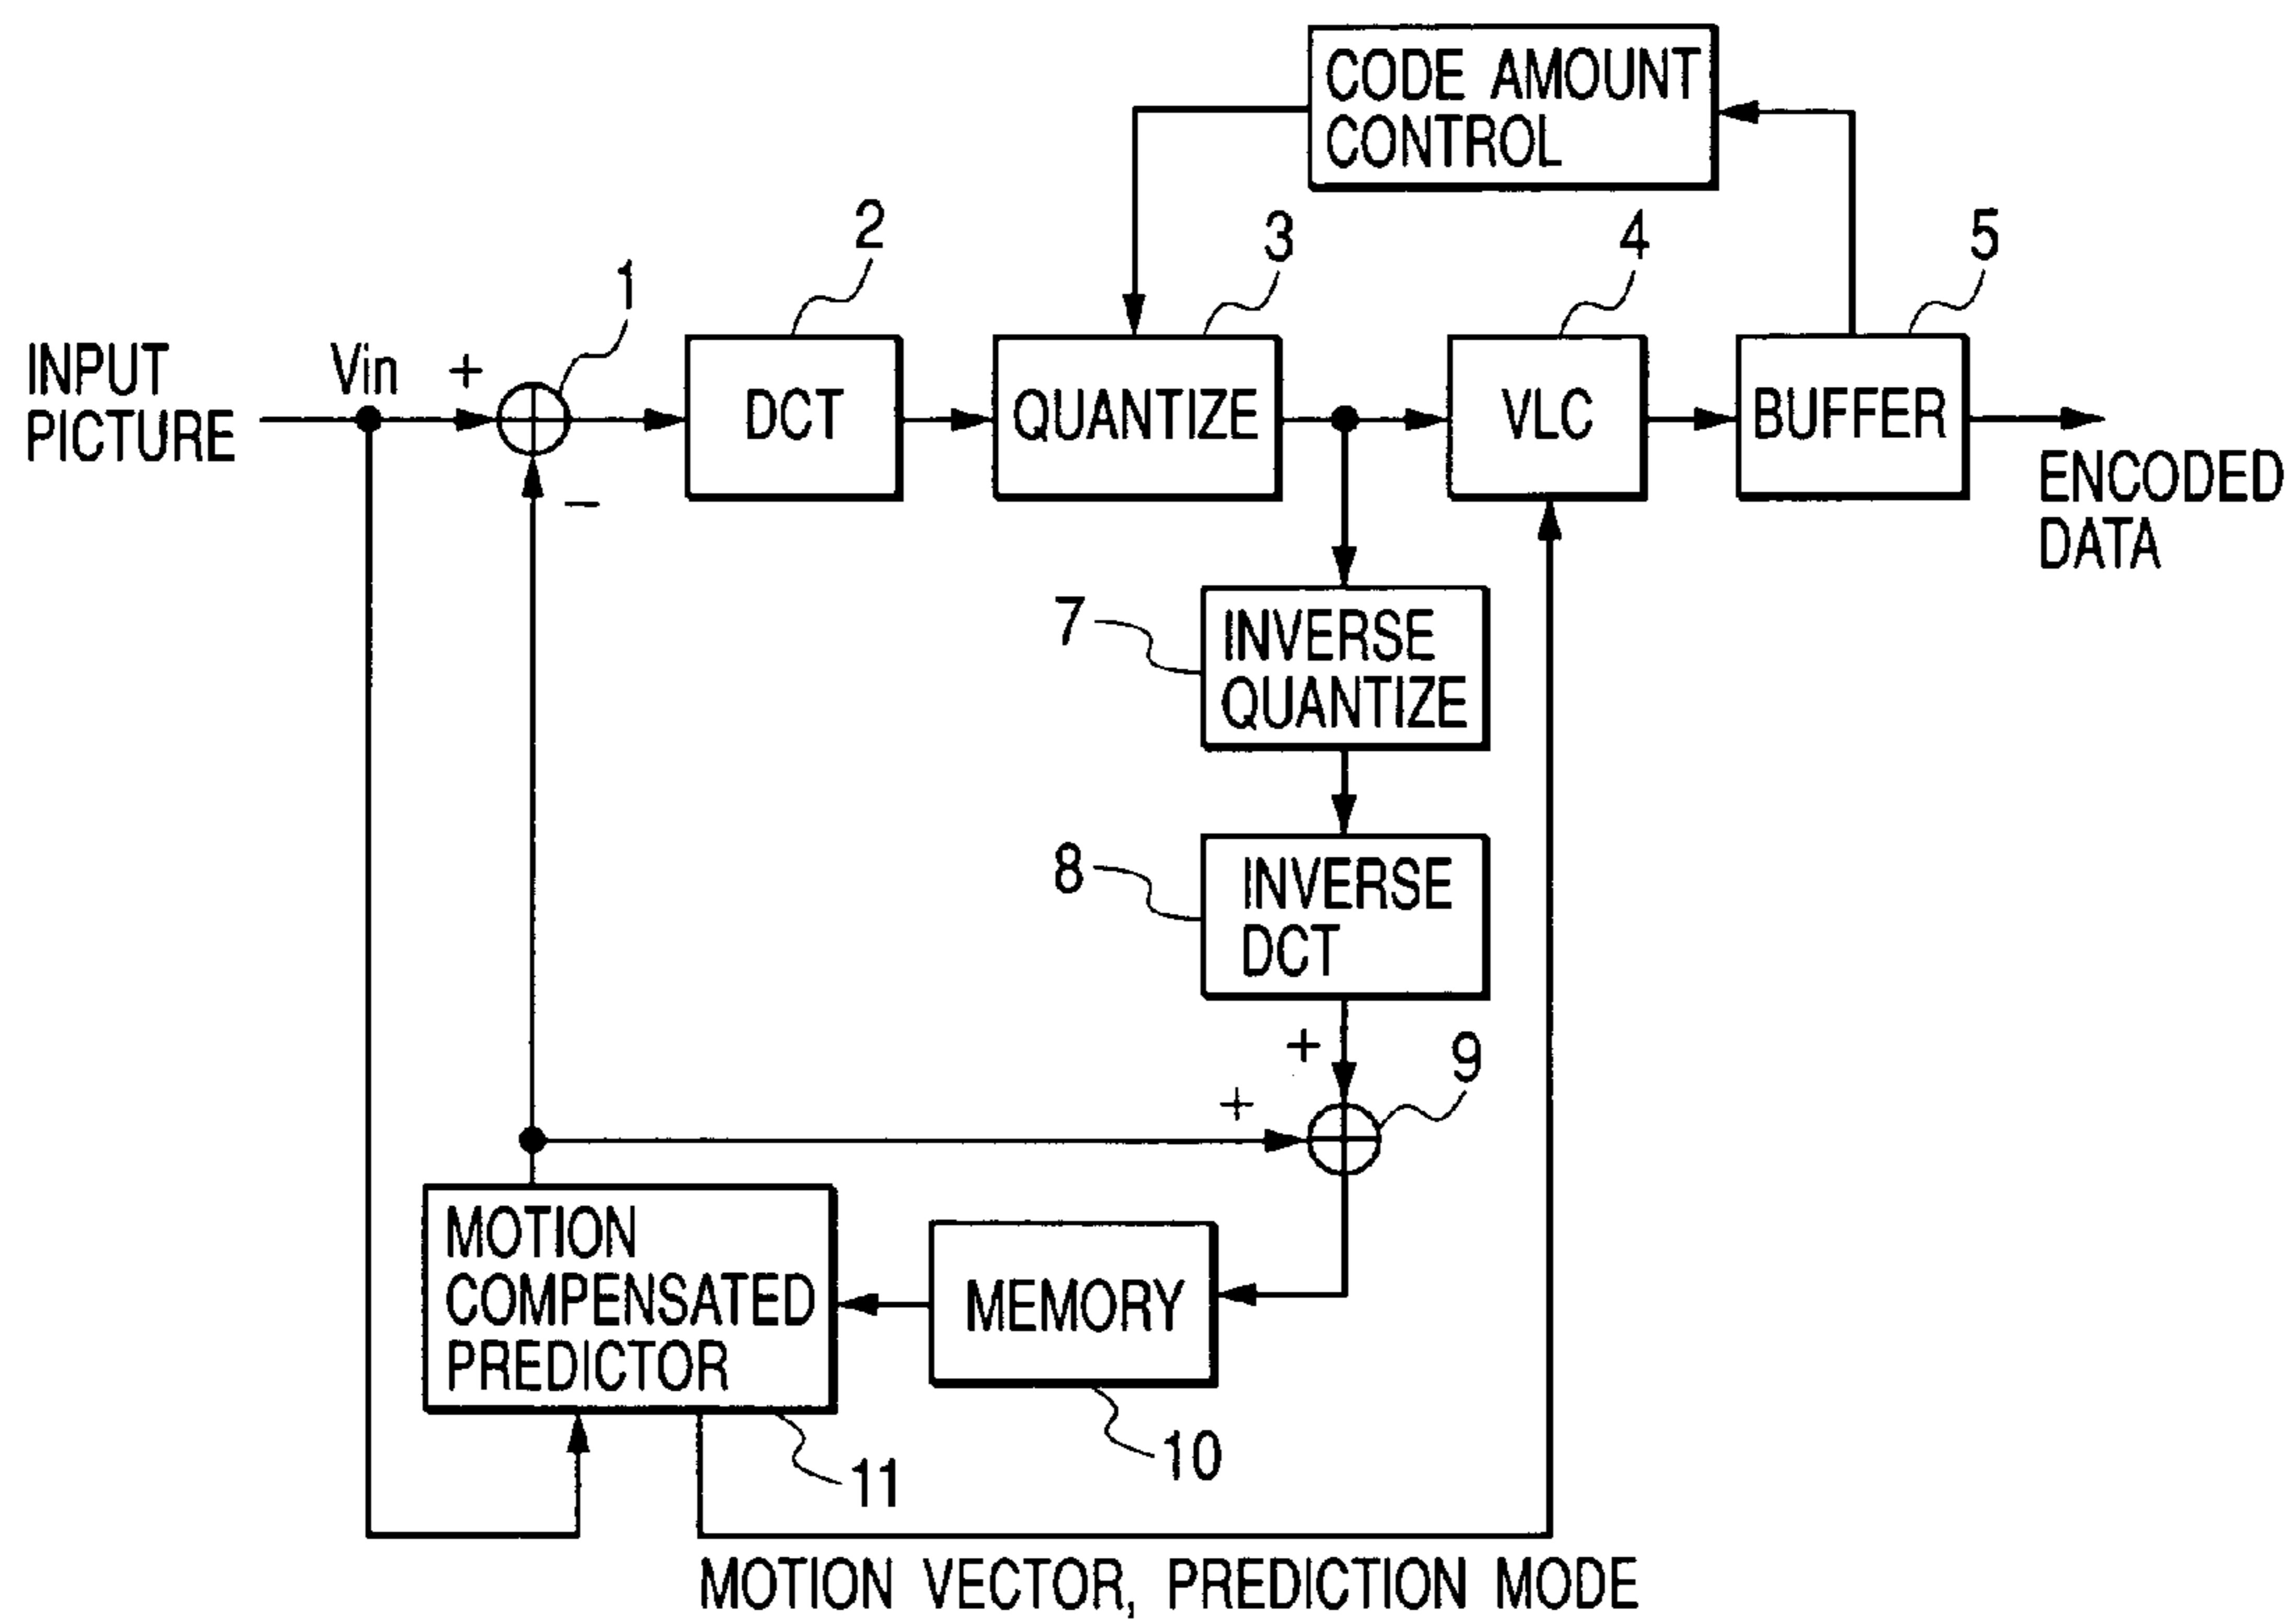 CODE AMOUNT
CONTROL
2
3
4
5
1
INPUT
PICTURE
Vin
+
−
DCT
QUANTIZE
VLC
BUFFER
ENCODED
DATA
7
INVERSE
QUANTIZE
8
INVERSE
DCT
+
+
9
MOTION
COMPENSATED
PREDICTOR
MEMORY
10
11
MOTION VECTOR, PREDICTION MODE